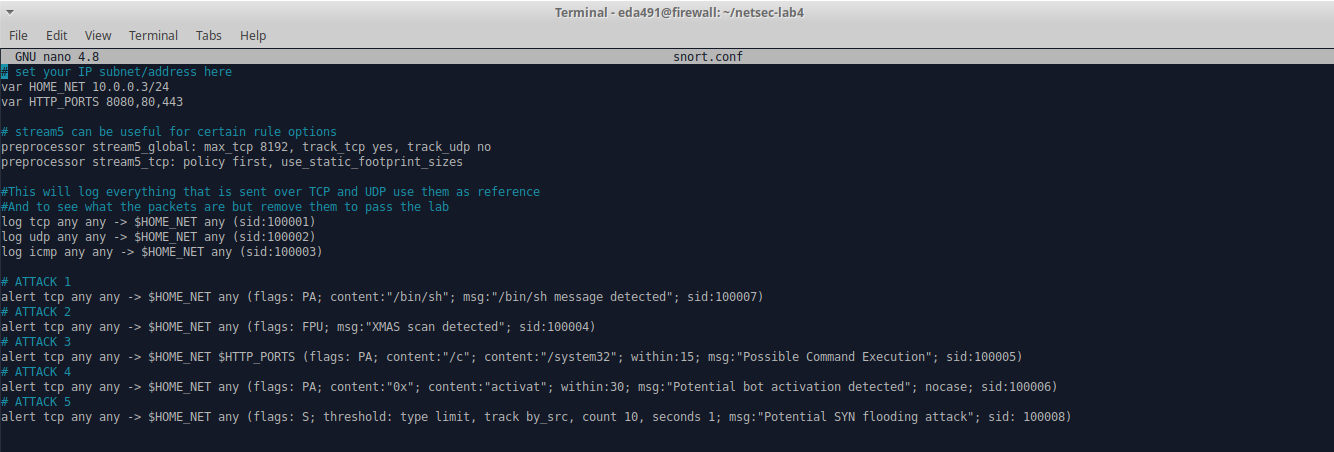 Terminal - eda491@firewall: ~/netsec-lab4
File Edit View Terminal Tabs Help
GNU nano 4.8 snort.conf
# set your IP subnet/address here
var HOME_NET 10.0.0.3/24
var HTTP_PORTS 8080,80,443
# stream5 can be useful for certain rule options
preprocessor stream5_global: max_tcp 8192, track_tcp yes, track_udp no
preprocessor stream5_tcp: policy first, use_static_footprint_sizes
#This will log everything that is sent over TCP and UDP use them as reference
#And to see what the packets are but remove them to pass the lab
log tcp any any -> $HOME_NET any (sid:100001)
log udp any any -> $HOME_NET any (sid:100002)
log icmp any any -> $HOME_NET any (sid:100003)
# ATTACK 1
alert tcp any any -> $HOME_NET any (flags: PA; content:"/bin/sh"; msg:"/bin/sh message detected"; sid:100007)
# ATTACK 2
alert tcp any any -> $HOME_NET any (flags: FPU; msg:"XMAS scan detected"; sid:100004)
# ATTACK 3
alert tcp any any -> $HOME_NET $HTTP_PORTS (flags: PA; content:"/c"; content:"/system32"; within:15; msg:"Possible Command Execution"; sid:100005)
# ATTACK 4
alert tcp any any -> $HOME_NET any (flags: PA; content:"0x"; content:"activat"; within:30; msg:"Potential bot activation detected"; nocase; sid:100006)
# ATTACK 5
alert tcp any any -> $HOME_NET any (flags: S; threshold: type limit, track by_src, count 10, seconds 1; msg:"Potential SYN flooding attack"; sid: 100008)